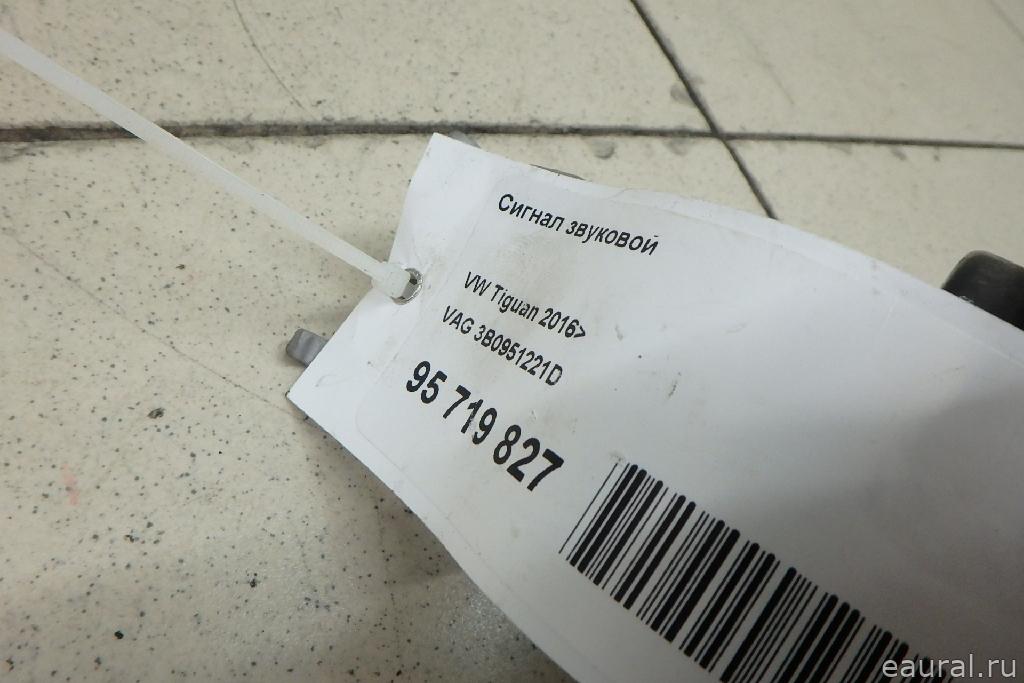 Сигнал звуковой
VW Tiguan 2016>
VAG 3B0951221D
95 719 827
eaural.ru